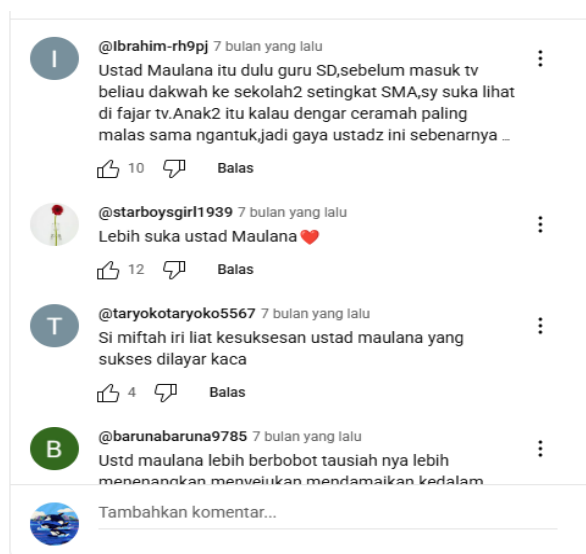 I
@Ibrahim-rh9pj 7 bulan yang lalu
Ustad Maulana itu dulu guru SD,sebelum masuk tv
beliau dakwah ke sekolah2 setingkat SMA,sy suka lihat
di fajar tv.Anak2 itu kalau dengar ceramah paling
malas sama ngantuk,jadi gaya ustadz ini sebenarnya ...
10 Balas
@starboysgirl1939 7 bulan yang lalu
Lebih suka ustad Maulana❤️
12 Balas
T
@taryokotaryoko5567 7 bulan yang lalu
Si miftah iri liat kesuksesan ustad maulana yang
sukses dilayar kaca
4 Balas
B
@barunabaruna9785 7 bulan yang lalu
Ustd maulana lebih berbobot tausiah nya lebih
menenangkan menyejukan mendamaikan kedalam
Tambahkan komentar...